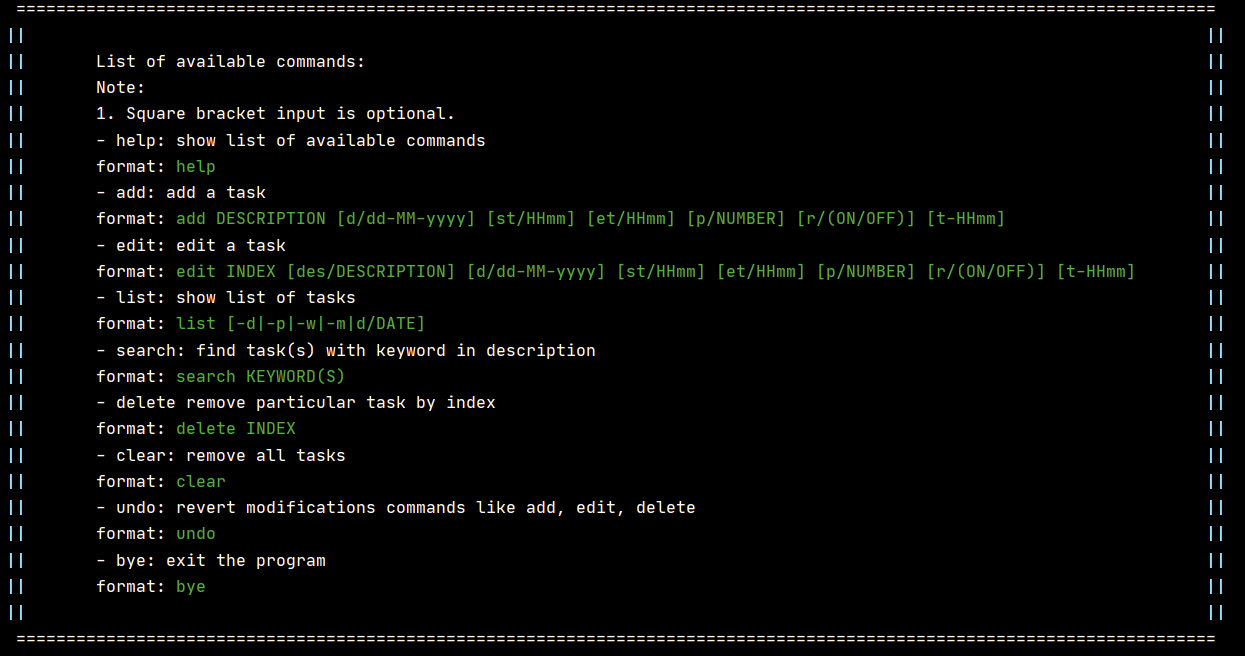 ========================================================================================================================
|| ||
|| List of available commands: ||
|| Note: ||
|| 1. Square bracket input is optional. ||
|| - help: show list of available commands ||
|| format: help ||
|| - add: add a task ||
|| format: add DESCRIPTION [d/dd-MM-yyyy] [st/HHmm] [et/HHmm] [p/NUMBER] [r/(ON/OFF)] [t-HHmm] ||
|| - edit: edit a task ||
|| format: edit INDEX [des/DESCRIPTION] [d/dd-MM-yyyy] [st/HHmm] [et/HHmm] [p/NUMBER] [r/(ON/OFF)] [t-HHmm] ||
|| - list: show list of tasks ||
|| format: list [-d|-p|-w|-m|d/DATE] ||
|| - search: find task(s) with keyword in description ||
|| format: search KEYWORD(S) ||
|| - delete remove particular task by index ||
|| format: delete INDEX ||
|| - clear: remove all tasks ||
|| format: clear ||
|| - undo: revert modifications commands like add, edit, delete ||
|| format: undo ||
|| - bye: exit the program ||
|| format: bye ||
|| ||
========================================================================================================================